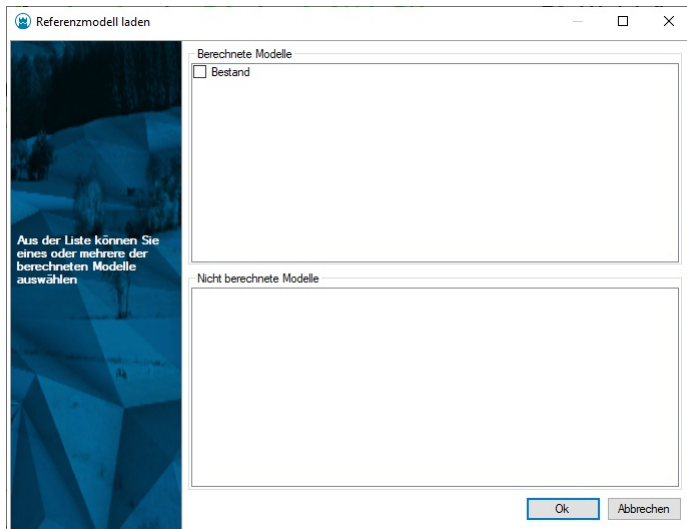 Referenzmodell laden
Aus der Liste können Sie
eines oder mehrere der
berechneten Modelle
auswählen
Berechnete Modelle
Bestand
Nicht berechnete Modelle
Ok
Abbrechen